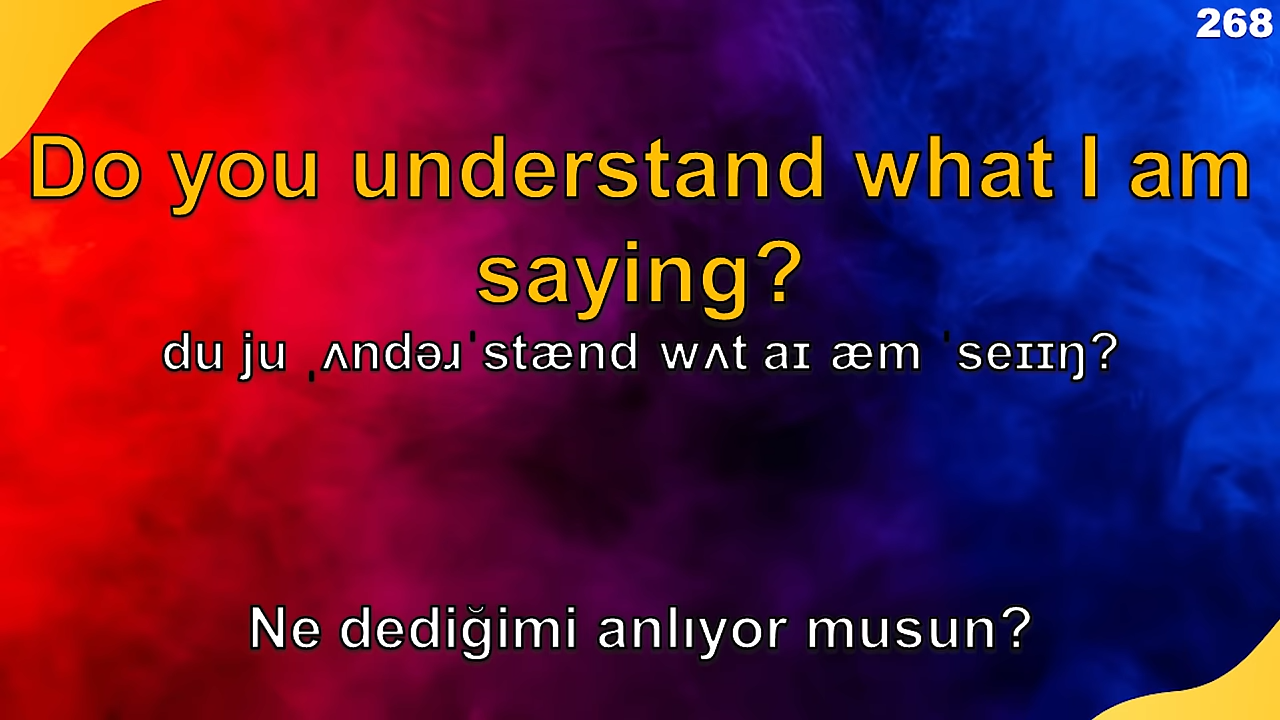 268
Do you understand what I am
saying?
du ju ˌʌndəɹˈstænd wʌt aɪ æm ˈseɪɪŋ?
Ne dediğimi anlıyor musun?